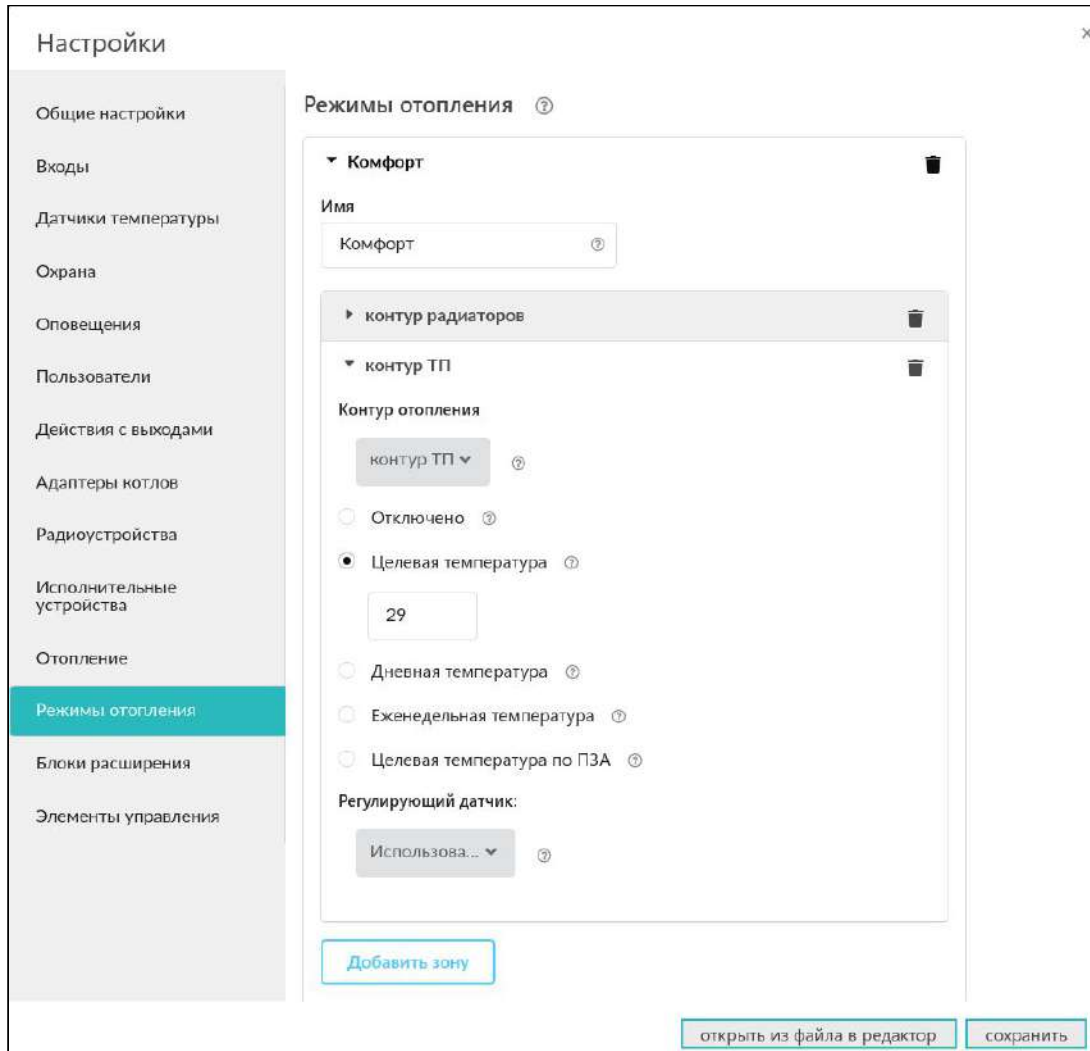 Настройки
Общие настройки
Входы
Датчики температуры
Охрана
Оповещения
Пользователи
Действия с выходами
Адаптеры котлов
Радиоустройства
Исполнительные
устройства
Отопление
Режимы отопления
Блоки расширения
Элементы управления
Режимы отопления
Комфорт
Имя
Комфорт
контур радиаторов
контур ТП
Контур отопления
контур ТП
Отключено
Целевая температура
29
Дневная температура
Еженедельная температура
Целевая температура по ПЗА
Регулирующий датчик:
Использова...
Добавить зону
открыть из файла в редактор
сохранить